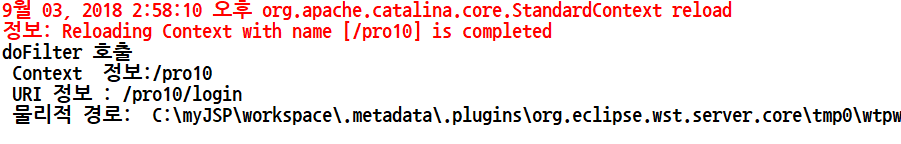 9월 03, 2018 2:58:10 오후 org.apache.catalina.core.StandardContext reload
정보: Reloading Context with name [/pro10] is completed
doFilter 호출
Context  정보:/pro10
URI 정보 : /pro10/login
물리적 경로:  C:\myJSP\workspace\.metadata\.plugins\org.eclipse.wst.server.core\tmp0\wtpw